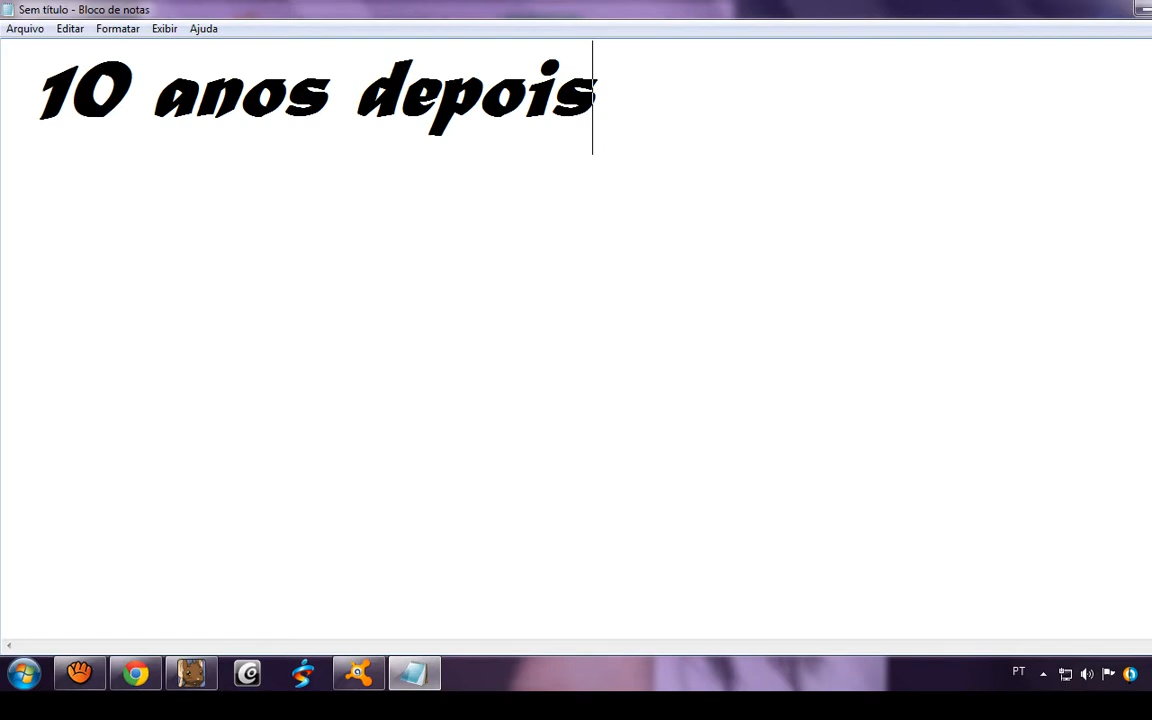 Sem título - Bloco de notas
Arquivo Editar Formatar Exibir Ajuda
10 anos depois
PT